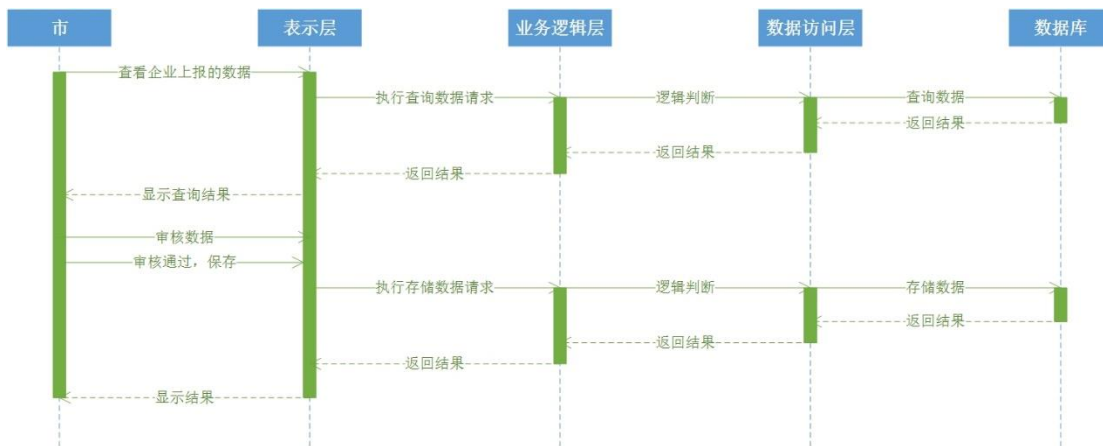 市
表示层
业务逻辑层
数据访问层
数据库
查看企业上报的数据
执行查询数据请求
逻辑判断
查询数据
返回结果
返回结果
返回结果
显示查询结果
审核数据
审核通过，保存
执行存储数据请求
逻辑判断
存储数据
返回结果
返回结果
返回结果
显示结果